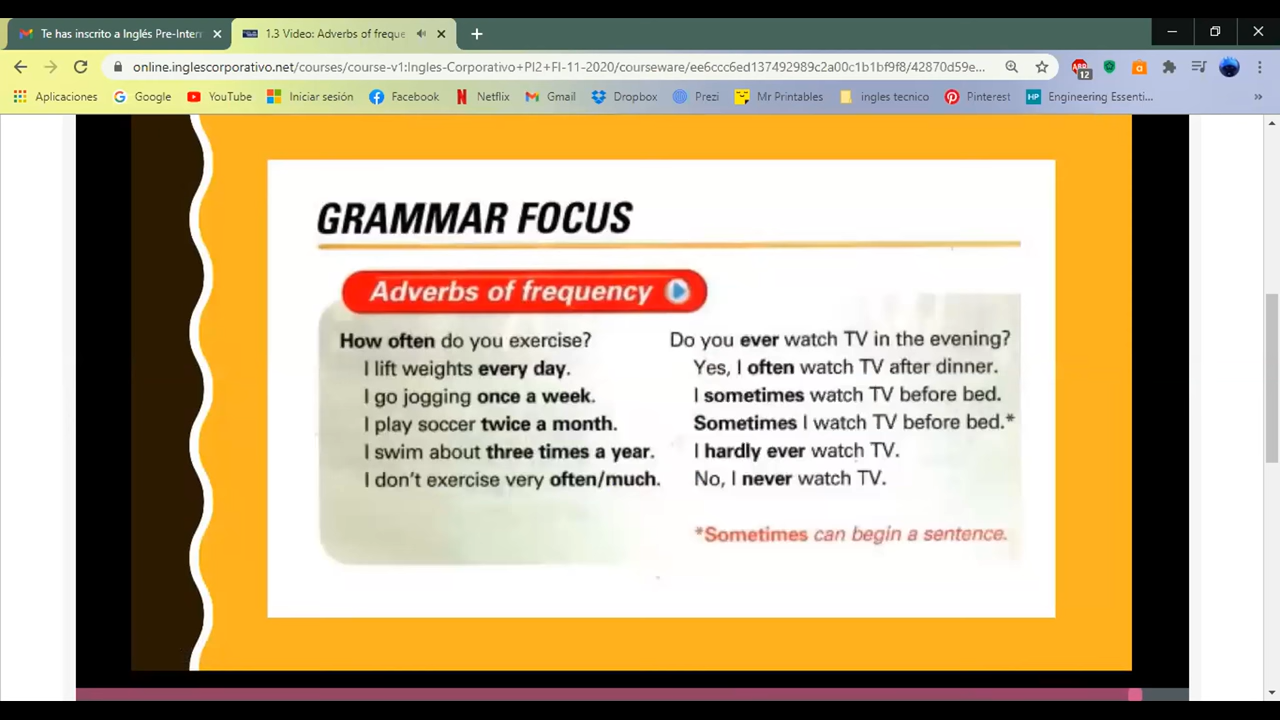 Te has inscrito a Inglés Pre-Interr
1.3 Video: Adverbs of freque
online.inglescorporativo.net/courses/course-v1:Ingles-Corporativo+PI2+FI-11-2020/courseware/ee6ccc6ed137492989c2a00c1b1bf9f8/42870d59e...
12
Aplicaciones Google YouTube Iniciar sesión Facebook Netflix Gmail Dropbox Prezi Mr Printables ingles tecnico Pinterest HP Engineering Essenti... »
GRAMMAR FOCUS
Adverbs of frequency
How often do you exercise?
I lift weights every day.
I go jogging once a week.
I play soccer twice a month.
I swim about three times a year.
I don't exercise very often/much.
Do you ever watch TV in the evening?
Yes, I often watch TV after dinner.
I sometimes watch TV before bed.
Sometimes I watch TV before bed.*
I hardly ever watch TV.
No, I never watch TV.
*Sometimes can begin a sentence.